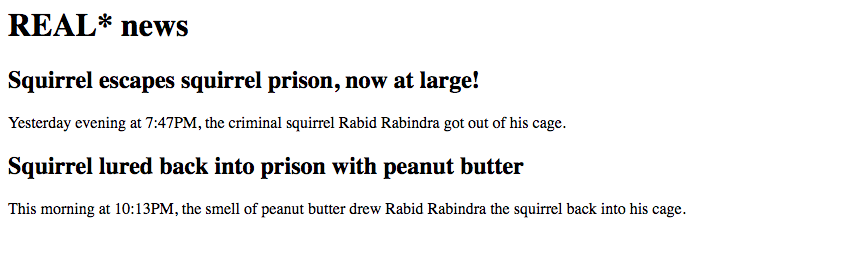 REAL* news
Squirrel escapes squirrel prison, now at large!
Yesterday evening at 7:47PM, the criminal squirrel Rabid Rabindra got out of his cage.
Squirrel lured back into prison with peanut butter
This morning at 10:13PM, the smell of peanut butter drew Rabid Rabindra the squirrel back into his cage.